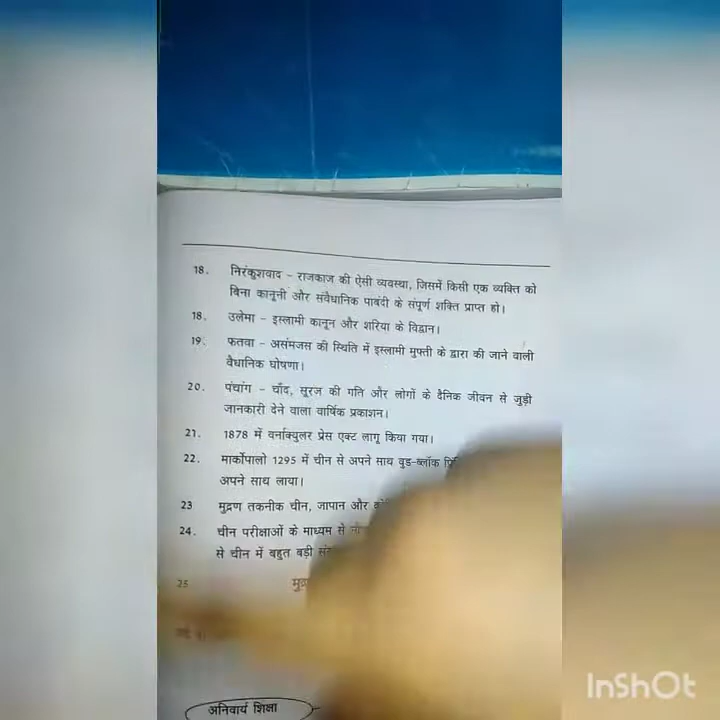 18. निरंकुशवाद - राजकाज की ऐसी व्यवस्था, जिसमें किसी एक व्यक्ति को
बिना कानूनी और संवैधानिक पाबंदी के संपूर्ण शक्ति प्राप्त हो।
18. उलेमा - इस्लामी कानून और शरिया के विद्वान।
19. फतवा - असंमजस की स्थिति में इस्लामी मुफ्ती के द्वारा की जाने वाली
वैधानिक घोषणा।
20. पंचांग - चाँद, सूरज की गति और लोगों के दैनिक जीवन से जुड़ी
जानकारी देने वाला वार्षिक प्रकाशन।
21. 1878 में वर्नाक्युलर प्रेस एक्ट लागू किया गया।
22. मार्कोपालो 1295 में चीन से अपने साथ वुड-ब्लॉक
अपने साथ लाया।
23 मुद्रण तकनीक चीन, जापान और
24. चीन परीक्षाओं के माध्यम से
से चीन में बहुत बड़ी
25
अनिवार्य शिक्षा
InShOt